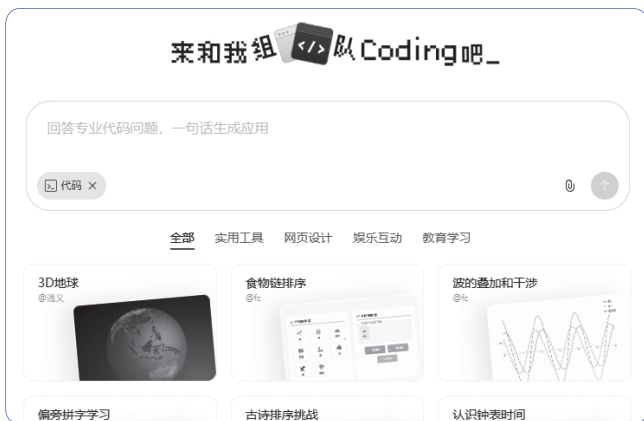 来和我组</>队Coding吧_
回答专业代码问题，一句话生成应用
代码 ×
全部 实用工具 网页设计 娱乐互动 教育学习
3D地球 食物链排序 波的叠加和干涉
@通义 @fc @fc
偏旁拼字学习 古诗排序挑战 认识钟表时间